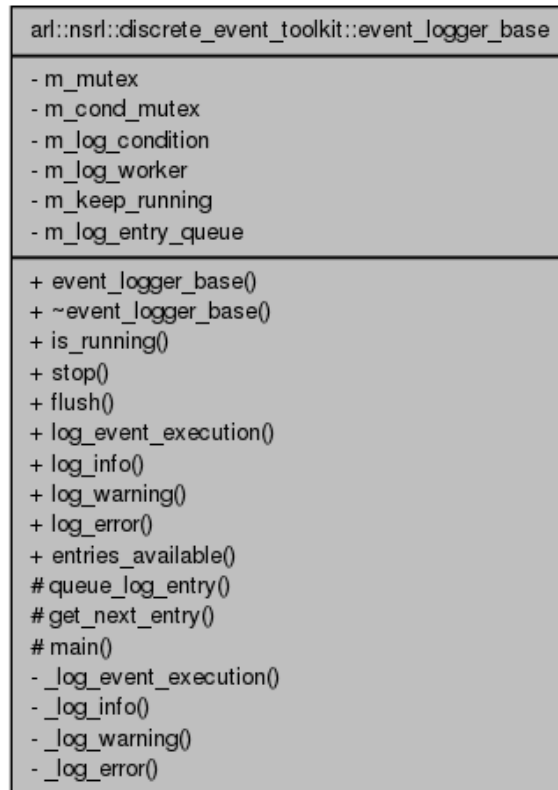 arl::nsrl::discrete_event_toolkit::event_logger_base
- m_mutex
- m_cond_mutex
- m_log_condition
- m_log_worker
- m_keep_running
- m_log_entry_queue
+ event_logger_base()
+ ~event_logger_base()
+ is_running()
+ stop()
+ flush()
+ log_event_execution()
+ log_info()
+ log_warning()
+ log_error()
+ entries_available()
# queue_log_entry()
# get_next_entry()
# main()
- _log_event_execution()
- _log_info()
- _log_warning()
- _log_error()